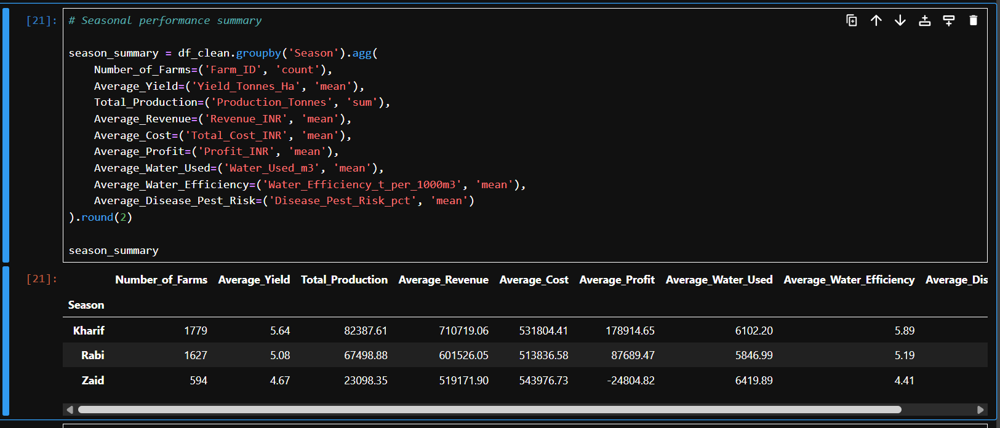 [21]: # Seasonal performance summary
season_summary = df_clean.groupby('Season').agg(
    Number_of_Farms=('Farm_ID', 'count'),
    Average_Yield=('Yield_Tonnes_Ha', 'mean'),
    Total_Production=('Production_Tonnes', 'sum'),
    Average_Revenue=('Revenue_INR', 'mean'),
    Average_Cost=('Total_Cost_INR', 'mean'),
    Average_Profit=('Profit_INR', 'mean'),
    Average_Water_Used=('Water_Used_m3', 'mean'),
    Average_Water_Efficiency=('Water_Efficiency_t_per_1000m3', 'mean'),
    Average_Disease_Pest_Risk=('Disease_Pest_Risk_pct', 'mean')
).round(2)
season_summary
[21]: Number_of_Farms Average_Yield Total_Production Average_Revenue Average_Cost Average_Profit Average_Water_Used Average_Water_Efficiency Average_Dis
Season
Kharif 1779 5.64 82387.61 710719.06 531804.41 178914.65 6102.20 5.89
Rabi 1627 5.08 67498.88 601526.05 513836.58 87689.47 5846.99 5.19
Zaid 594 4.67 23098.35 519171.90 543976.73 -24804.82 6419.89 4.41